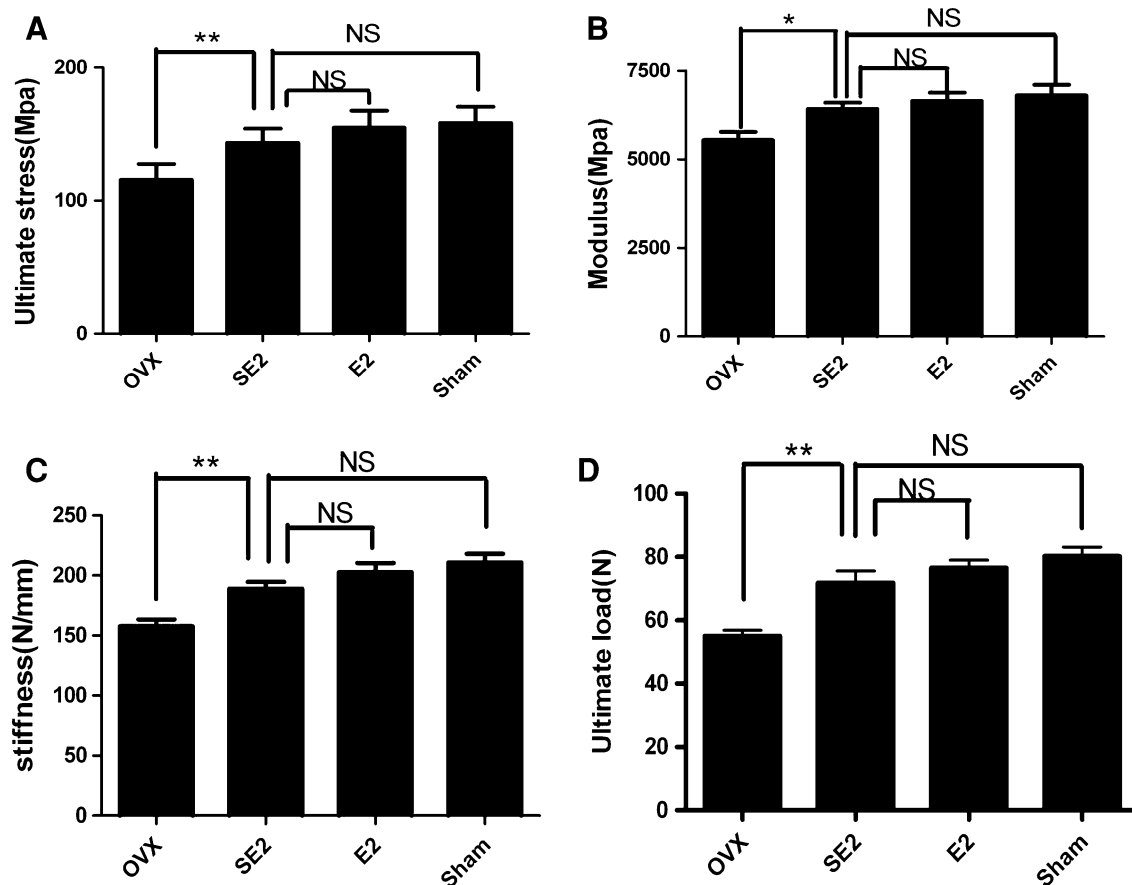 A
**
NS
NS
Ultimate stress(Mpa)
200
100
0
OVX
SE2
E2
Sham
B
*
NS
NS
Modulus(Mpa)
7500
5000
2500
0
OVX
SE2
E2
Sham
C
**
NS
NS
stiffness(N/mm)
250
200
150
100
50
0
OVX
SE2
E2
Sham
D
**
NS
NS
Ultimate load(N)
100
80
60
40
20
0
OVX
SE2
E2
Sham